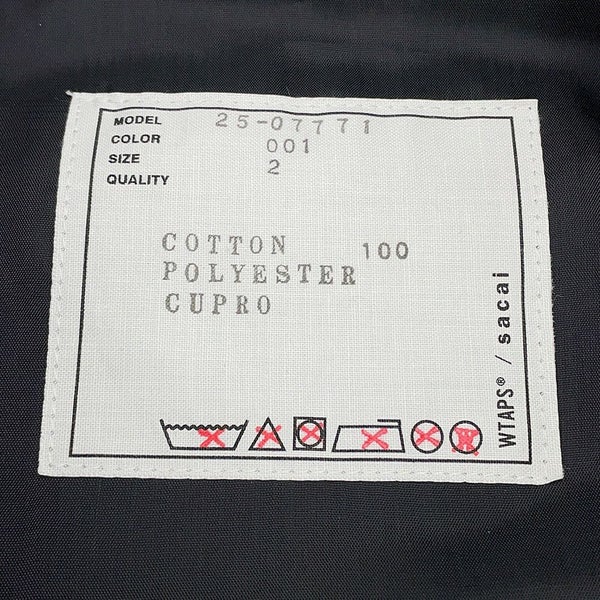 MODEL 25-07771
COLOR 001
SIZE 2
QUALITY
COTTON 100
POLYESTER
CUPRO
WTAPS® / sacai